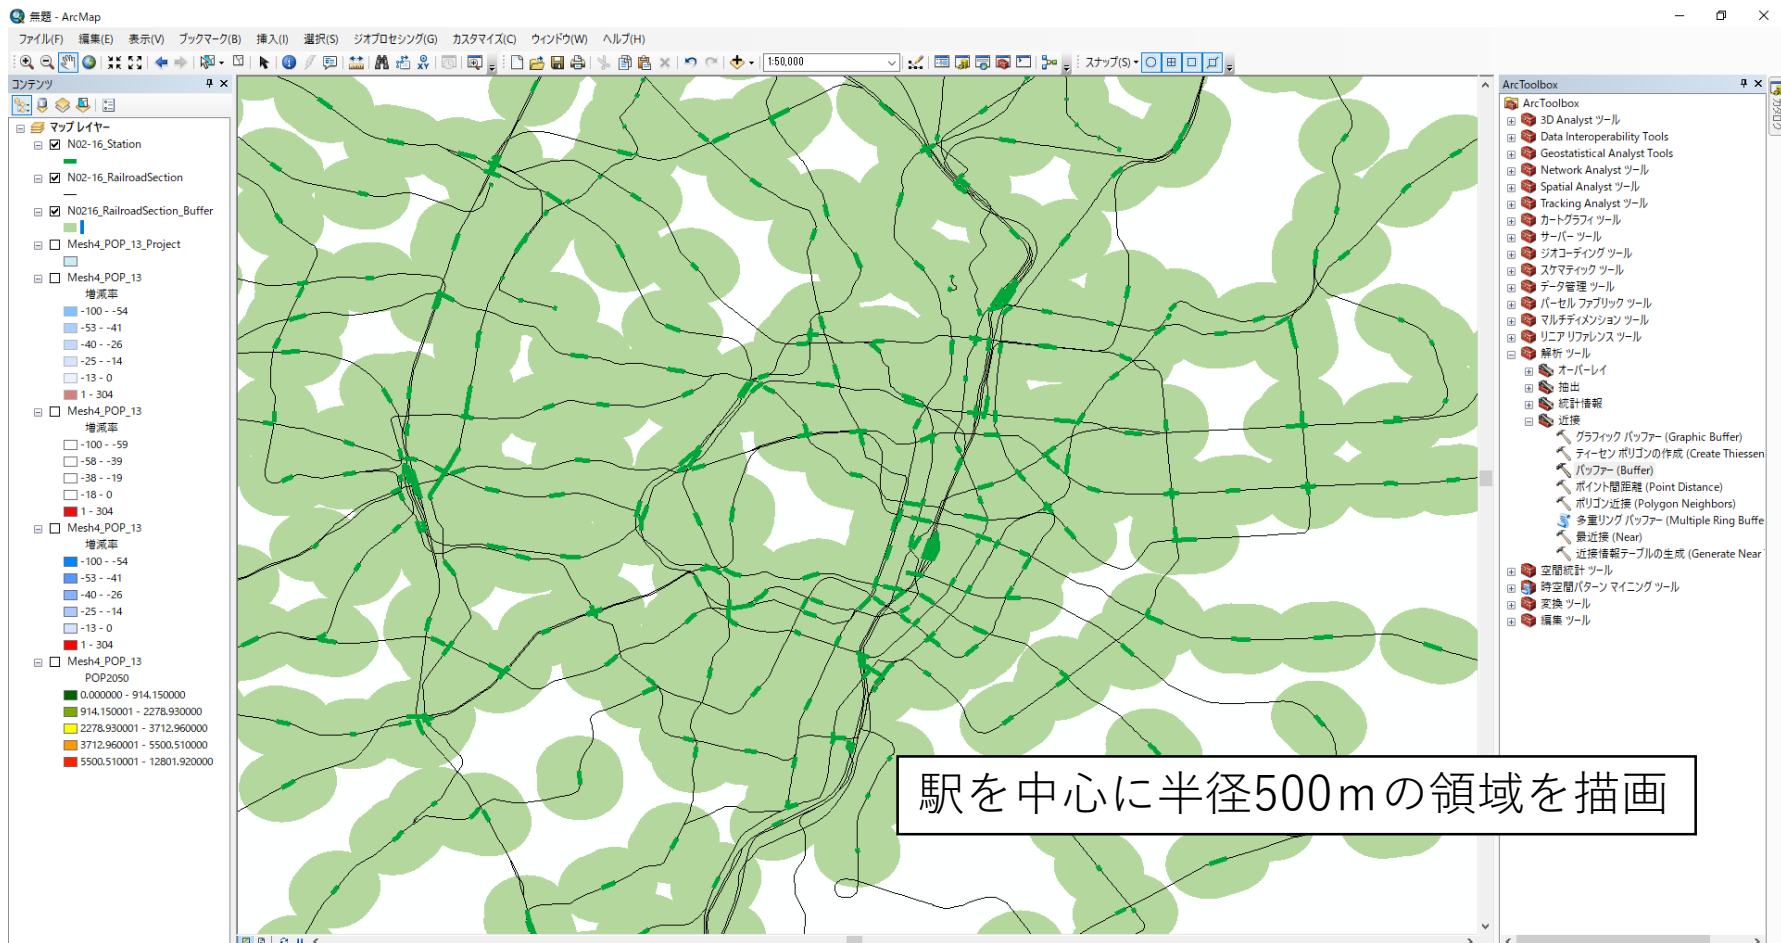 無題 - ArcMap
ファイル(F) 編集(E) 表示(V) ブックマーク(B) 挿入(I) 選択(S) ジオプロセシング(G) カスタマイズ(C) ウィンドウ(W) ヘルプ(H)
1:50,000
スナップ(S)
コンテンツ
マップ レイヤー
N02-16_Station
N02-16_RailroadSection
N0216_RailroadSection_Buffer
Mesh4_POP_13_Project
Mesh4_POP_13
増減率
-100 - -54
-53 - -41
-40 - -26
-25 - -14
-13 - 0
1 - 304
Mesh4_POP_13
増減率
-100 - -59
-58 - -39
-38 - -19
-18 - 0
1 - 304
Mesh4_POP_13
増減率
-100 - -54
-53 - -41
-40 - -26
-25 - -14
-13 - 0
1 - 304
Mesh4_POP_13
POP2050
0.000000 - 914.150000
914.150001 - 2278.930000
2278.930001 - 3712.960000
3712.960001 - 5500.510000
5500.510001 - 12801.920000
駅を中心に半径500ｍの領域を描画
ArcToolbox
ArcToolbox
3D Analyst ツール
Data Interoperability Tools
Geostatistical Analyst Tools
Network Analyst ツール
Spatial Analyst ツール
Tracking Analyst ツール
カートグラフィ ツール
サーバー ツール
ジオコーディング ツール
スケマティック ツール
データ管理 ツール
パーセル ファブリック ツール
マルチディメンション ツール
リニア リファレンス ツール
解析 ツール
オーバーレイ
抽出
統計情報
近接
グラフィック バッファー (Graphic Buffer)
ティーセン ポリゴンの作成 (Create Thiessen
バッファー (Buffer)
ポイント間距離 (Point Distance)
ポリゴン近接 (Polygon Neighbors)
多重リング バッファー (Multiple Ring Buffe
最近接 (Near)
近接情報テーブルの生成 (Generate Near
空間統計 ツール
時空間パターン マイニング ツール
変換 ツール
編集 ツール
カタログ